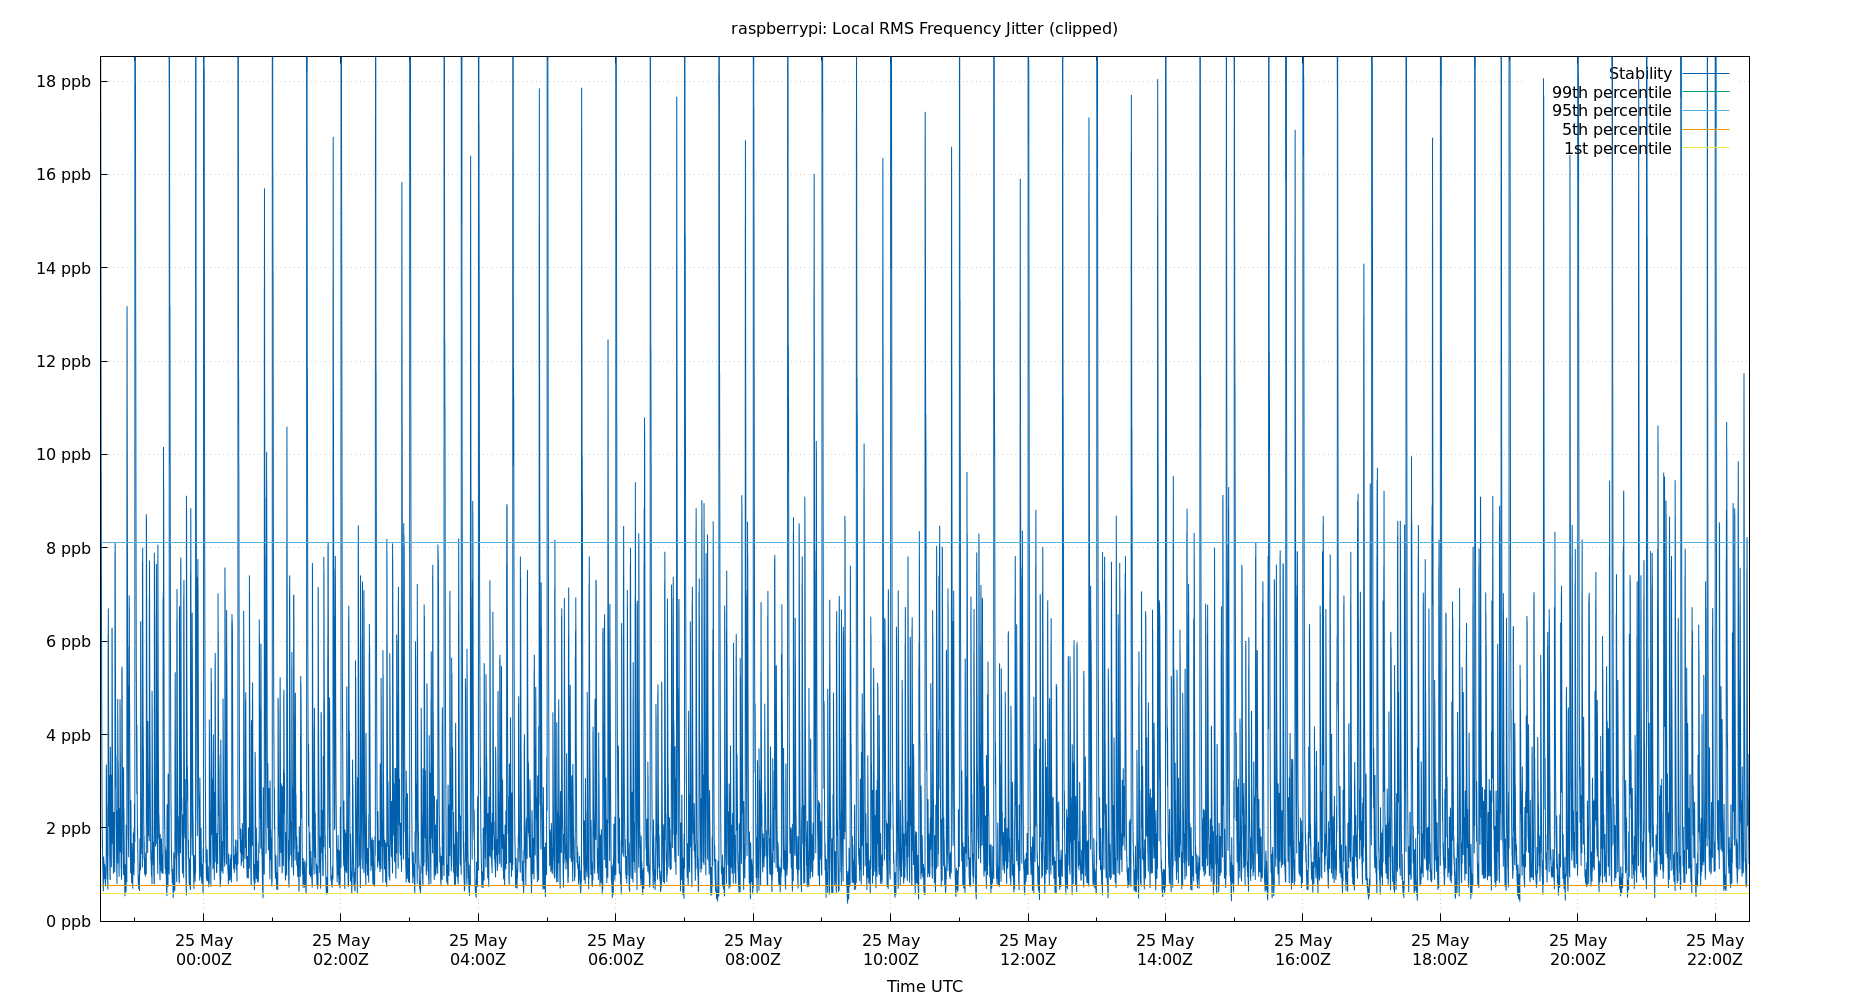 raspberrypi: Local RMS Frequency Jitter (clipped)
18 ppb
16 ppb
14 ppb
12 ppb
10 ppb
8 ppb
6 ppb
4 ppb
2 ppb
0 ppb
Stability
99th percentile
95th percentile
5th percentile
1st percentile
25 May 25 May 25 May 25 May 25 May 25 May 25 May 25 May 25 May 25 May 25 May 25 May
00:00Z 02:00Z 04:00Z 06:00Z 08:00Z 10:00Z 12:00Z 14:00Z 16:00Z 18:00Z 20:00Z 22:00Z
Time UTC